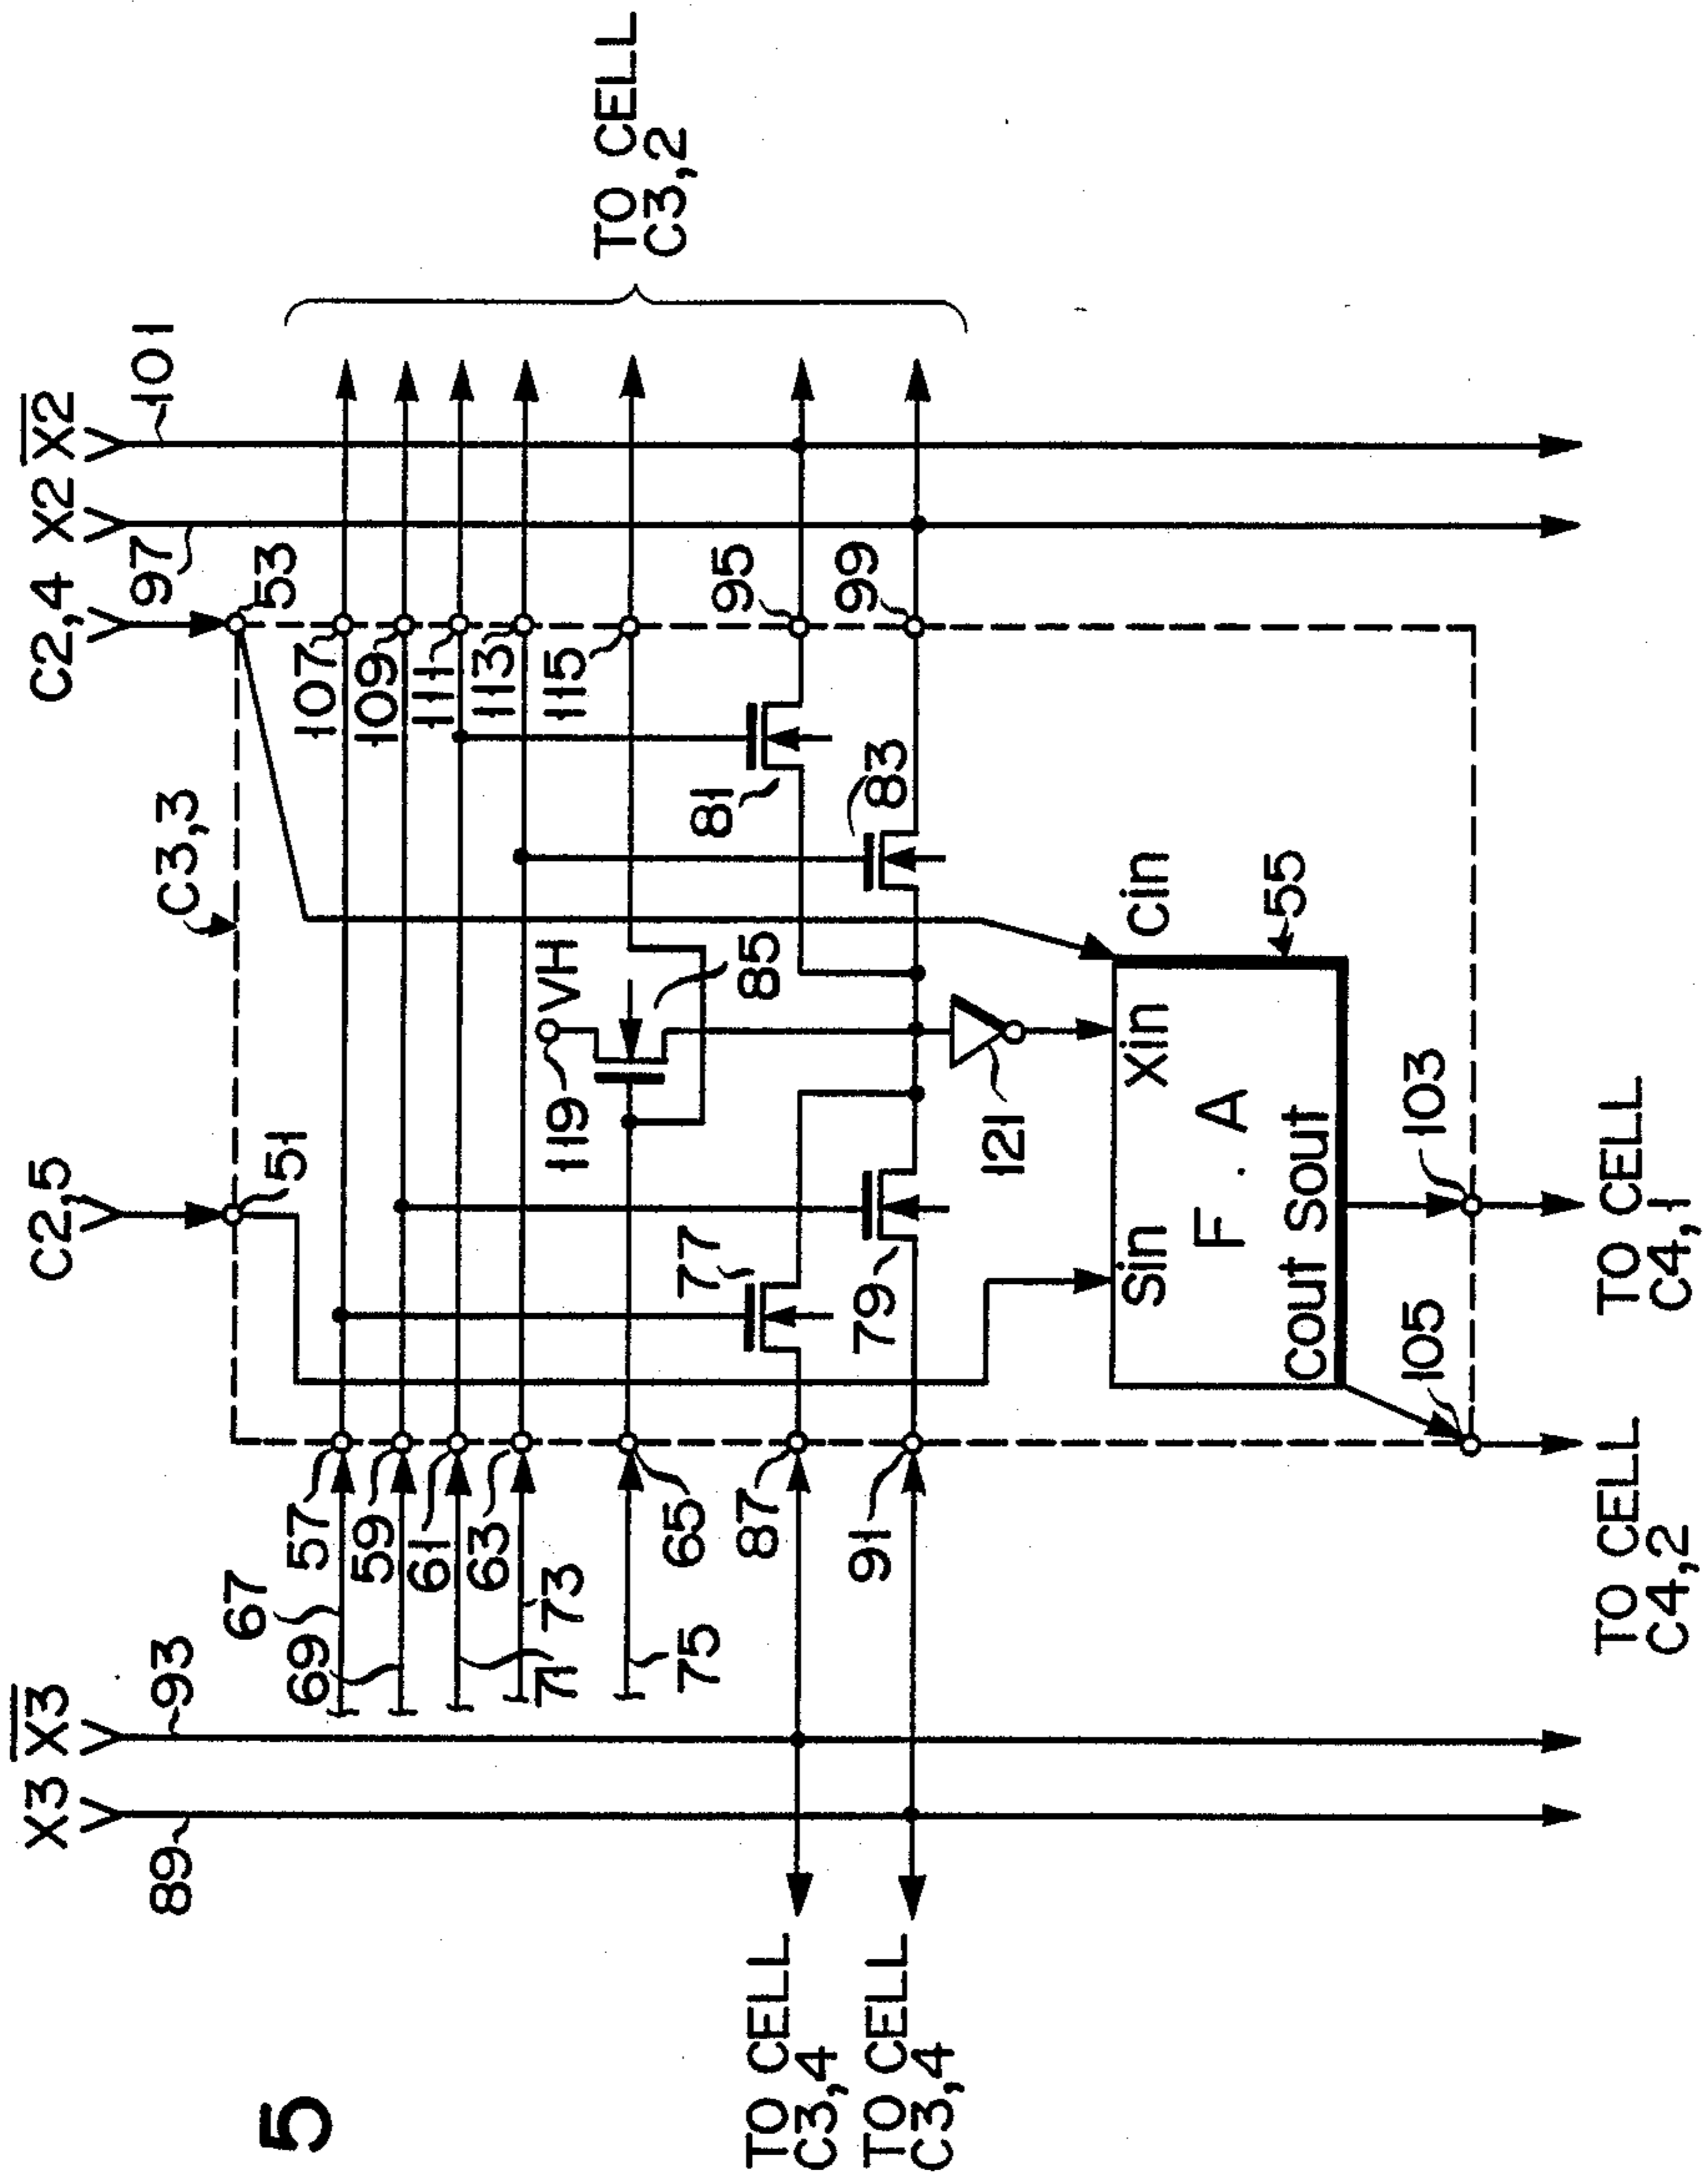 5
X3
X̅3̅
C2,5
C2,4
X2
X̅2̅
89
93
97
101
51
C3,3
53
67
57
69
59
61
71
63
73
75
65
107
109
111
113
115
119
VH
85
77
81
87
95
TO CELL
C3,4
79
83
91
99
TO CELL
C3,4
TO CELL
C3,2
121
Cin
Sin
Xin
F.A
55
Cout
Sout
105
103
TO CELL
C4,2
TO CELL
C4,1